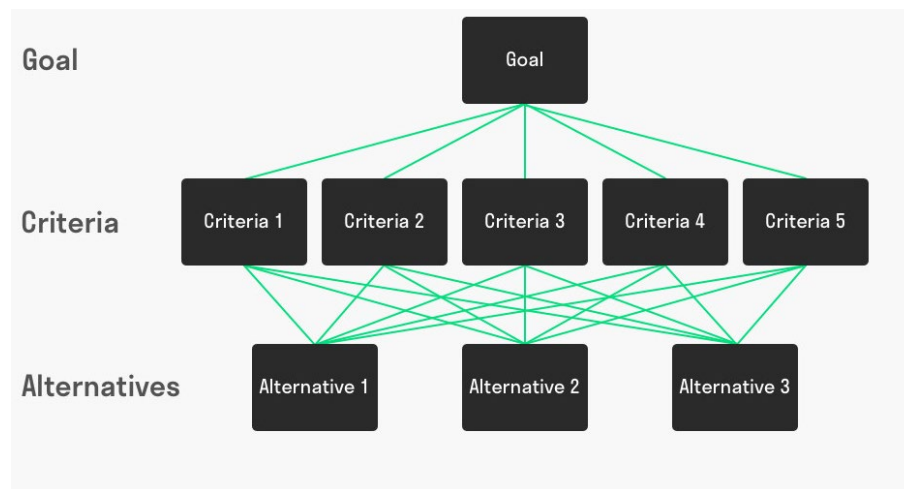 Goal
Goal
Criteria
Criteria 1
Criteria 2
Criteria 3
Criteria 4
Criteria 5
Alternatives
Alternative 1
Alternative 2
Alternative 3